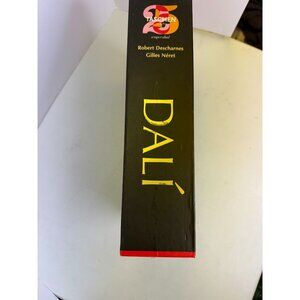 25
TASCHEN
Robert Descharnes
Gilles Néret
DALÍ